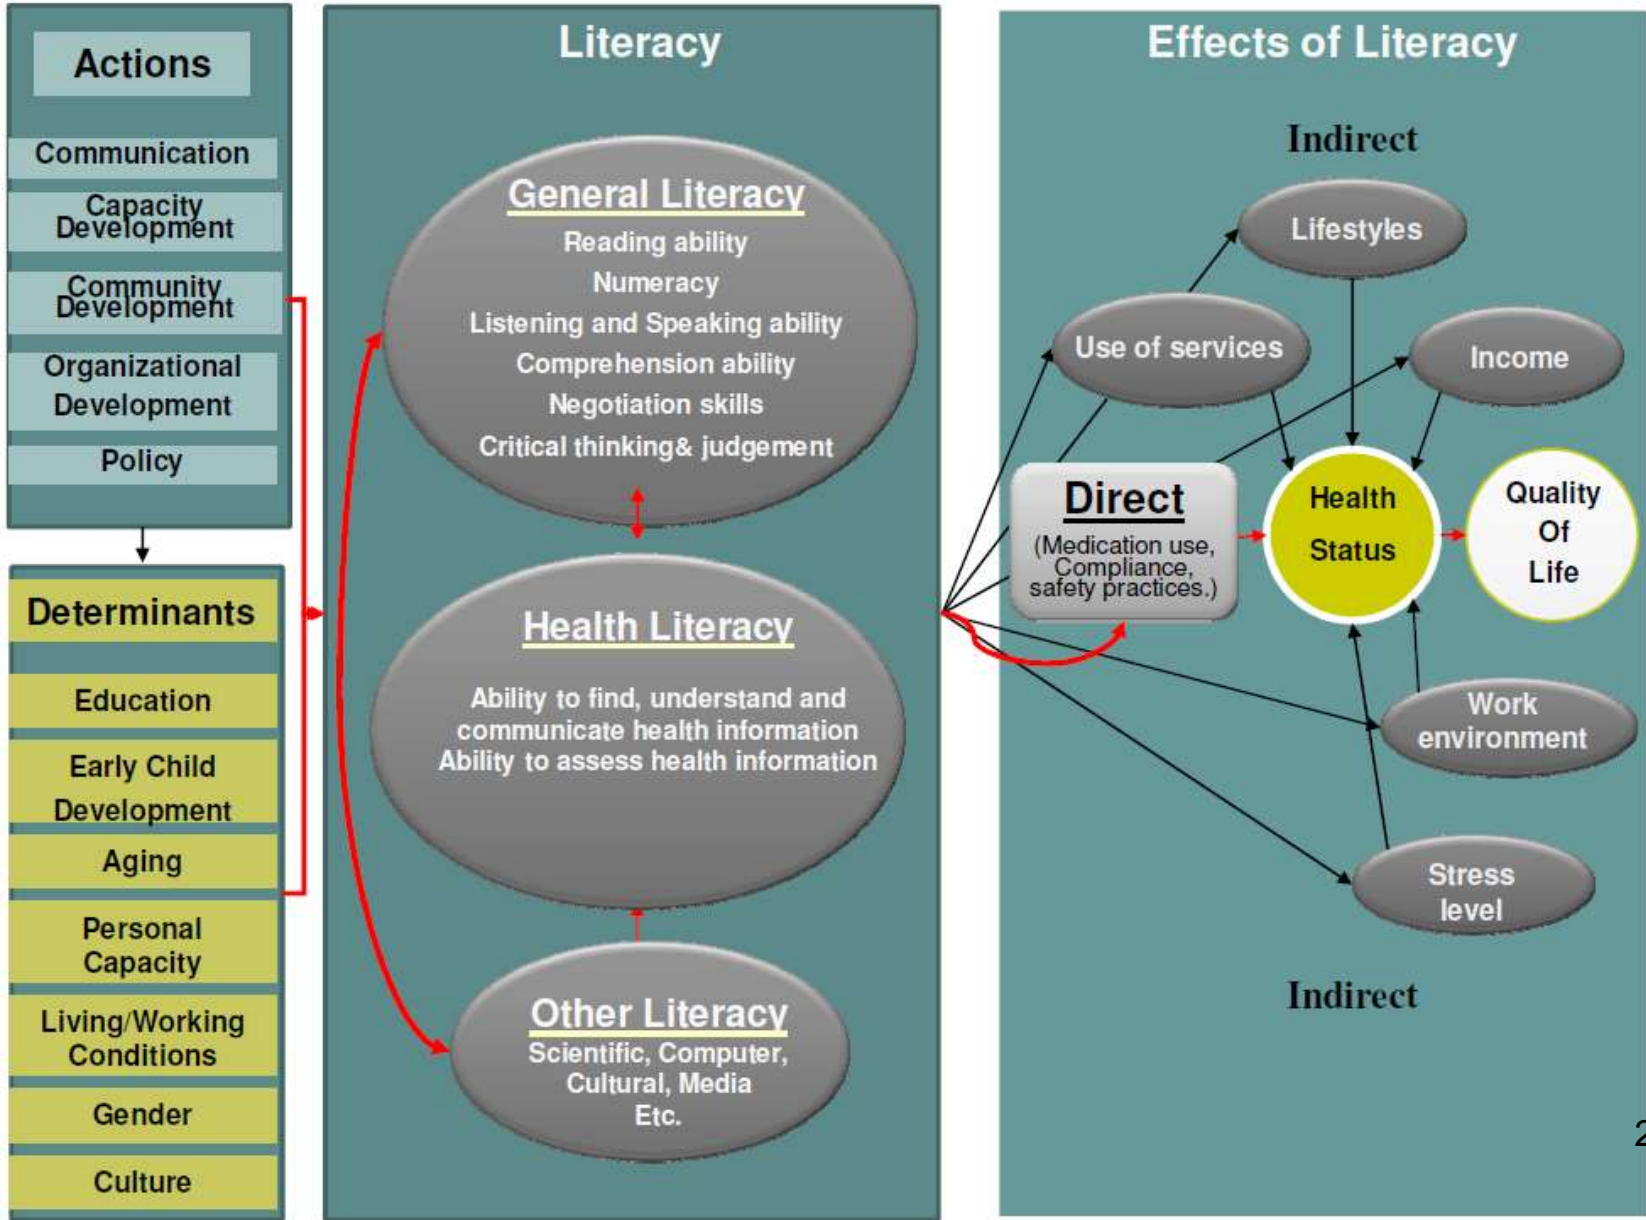 Actions
Communication
Capacity
Development
Community
Development
Organizational
Development
Policy
Determinants
Education
Early Child
Development
Aging
Personal
Capacity
Living/Working
Conditions
Gender
Culture
Literacy
General Literacy
Reading ability
Numeracy
Listening and Speaking ability
Comprehension ability
Negotiation skills
Critical thinking& judgement
Health Literacy
Ability to find, understand and
communicate health information
Ability to assess health information
Other Literacy
Scientific, Computer,
Cultural, Media
Etc.
Effects of Literacy
Indirect
Lifestyles
Use of services
Income
Direct
(Medication use,
Compliance,
safety practices.)
Health
Status
Quality
Of
Life
Work
environment
Stress
level
Indirect
2